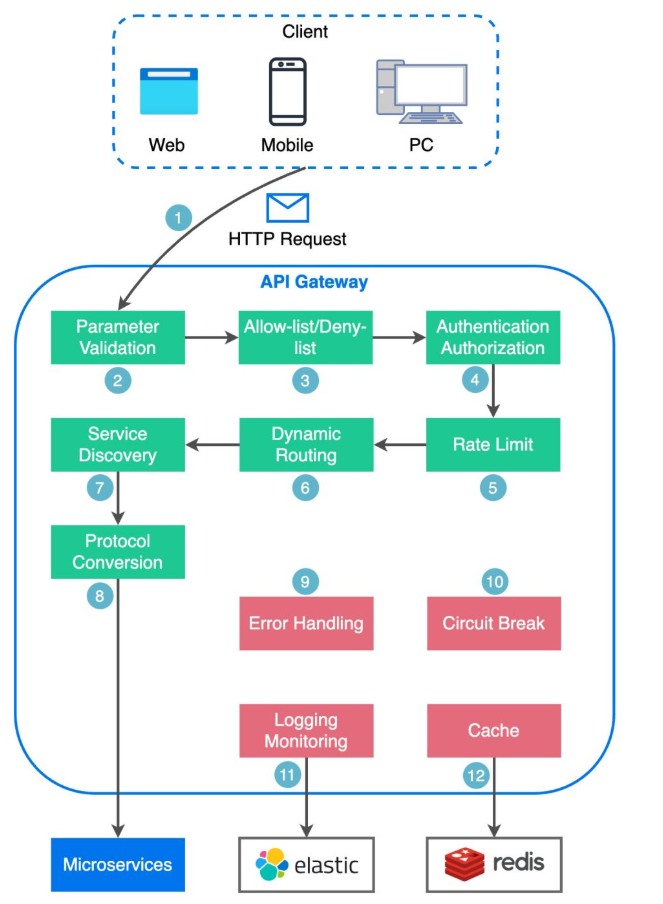 Client
Web
Mobile
PC
1
HTTP Request
API Gateway
Parameter
Validation
2
Allow-list/Deny-
list
3
Authentication
Authorization
4
Rate Limit
5
Dynamic
Routing
6
Service
Discovery
7
Protocol
Conversion
8
9
Error Handling
10
Circuit Break
Logging
Monitoring
11
Cache
12
Microservices
elastic
redis